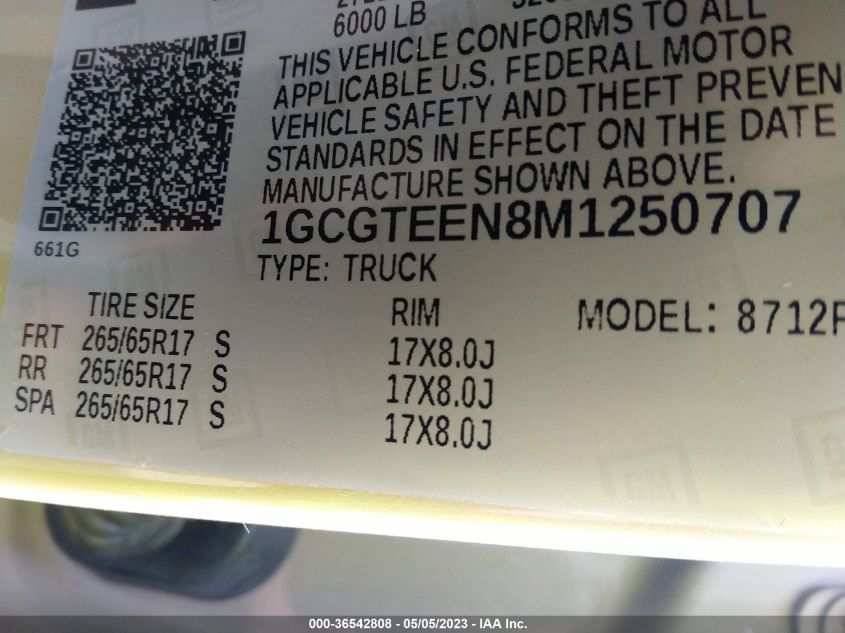 6000 LB
THIS VEHICLE CONFORMS TO ALL
APPLICABLE U.S. FEDERAL MOTOR
VEHICLE SAFETY AND THEFT PREVEN
STANDARDS IN EFFECT ON THE DATE
MANUFACTURE SHOWN ABOVE.
1GCGTEEN8M1250707
661G
TYPE: TRUCK
TIRE SIZE RIM MODEL: 8712F
FRT 265/65R17 S 17X8.0J
RR 265/65R17 S 17X8.0J
SPA 265/65R17 S 17X8.0J
GM
000-36542808 - 05/05/2023 - IAA Inc.